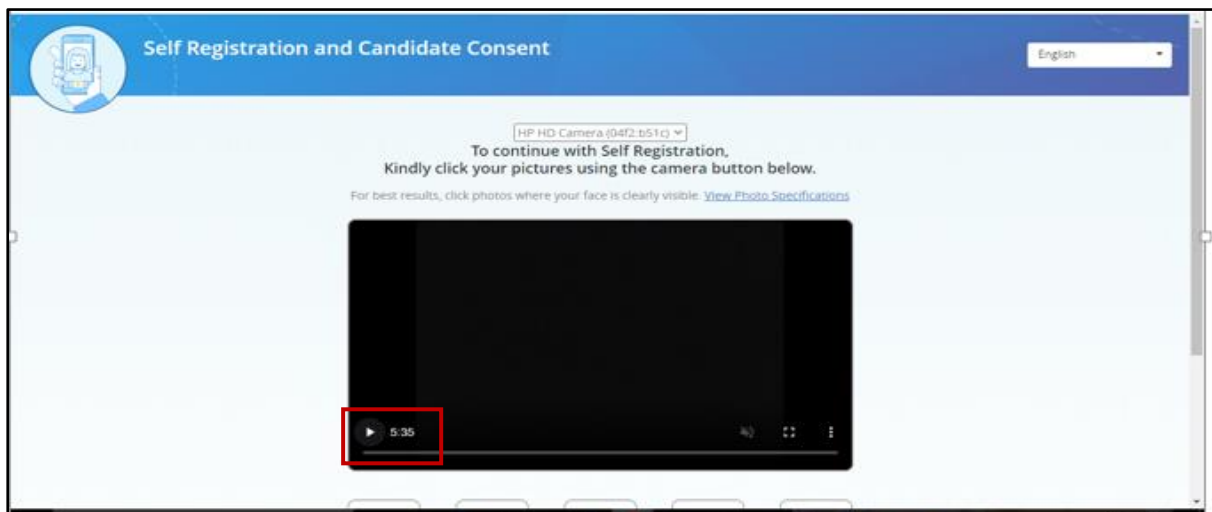 Self Registration and Candidate Consent
English
HP HD Camera (04f2:b51c)
To continue with Self Registration,
Kindly click your pictures using the camera button below.
For best results, click photos where your face is clearly visible. View Photo Specifications
5:35